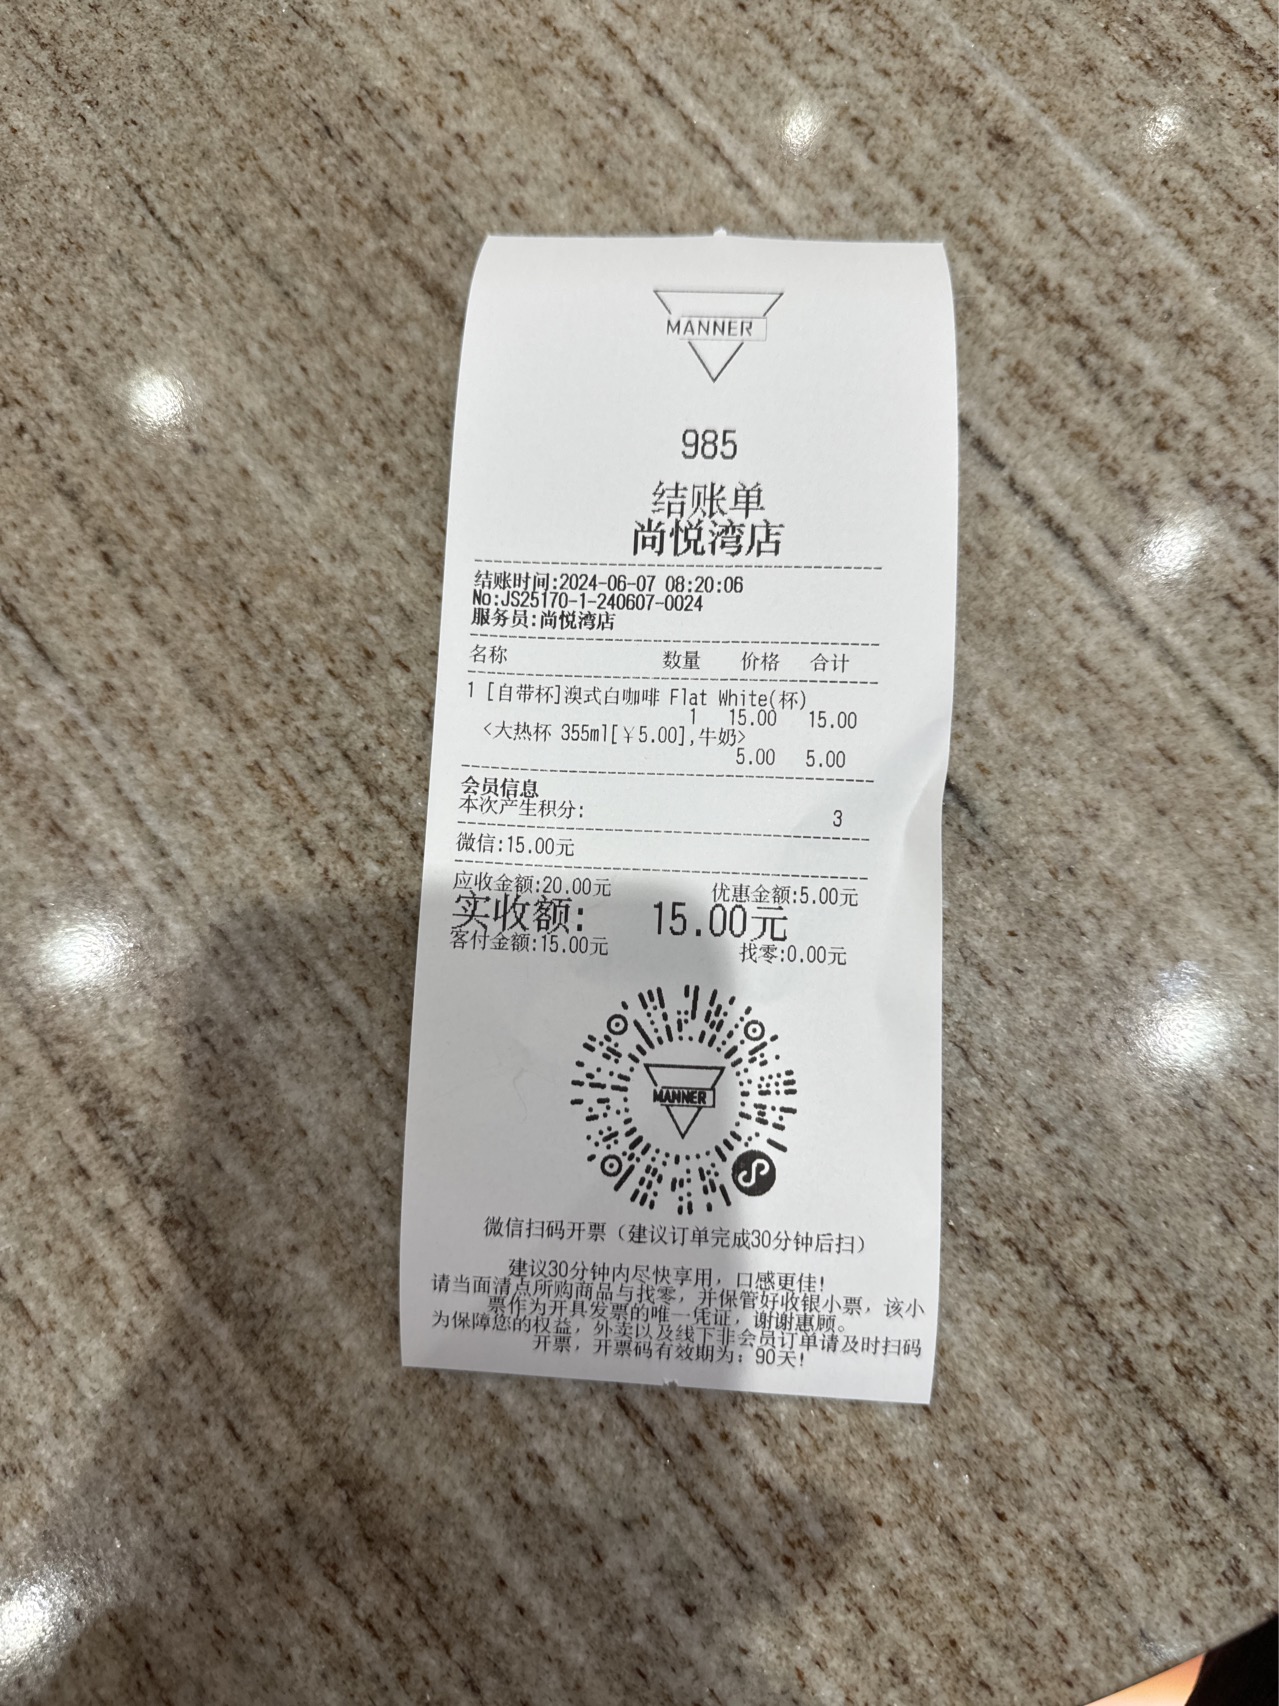 MANNER
985
结账单
尚悦湾店
结账时间:2024-06-07 08:20:06
No:JS25170-1-240607-0024
服务员:尚悦湾店
名称 数量 价格 合计
1 [自带杯]澳式白咖啡 Flat White(杯)
1 15.00 15.00
<大热杯 355ml[￥5.00],牛奶>
5.00 5.00
会员信息
本次产生积分: 3
微信:15.00元
应收金额:20.00元 优惠金额:5.00元
实收额: 15.00元
客付金额:15.00元 找零:0.00元
MANNER
微信扫码开票（建议订单完成30分钟后扫）
建议30分钟内尽快享用，口感更佳!
请当面清点所购商品与找零，并保管好收银小票，该小
票作为开具发票的唯一凭证，谢谢惠顾。
为保障您的权益，外卖以及线下非会员订单请及时扫码
开票，开票码有效期为：90天!